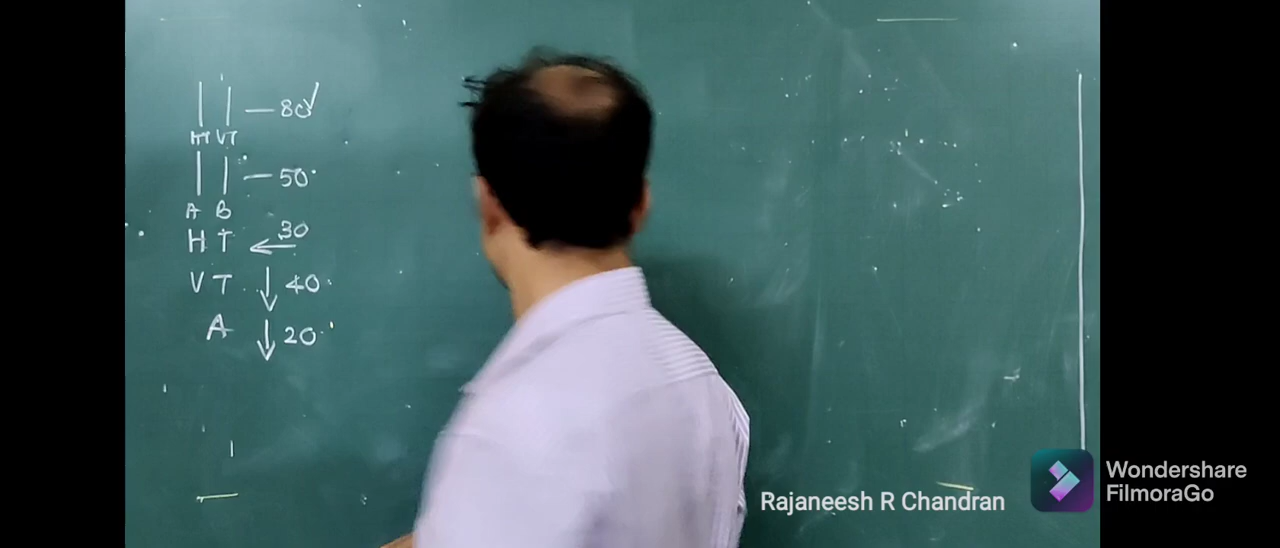 — 80 ✓
HT VT
— 50
A B
H T ← 30
V T ↓ 40
A ↓ 20
Rajaneesh R Chandran
Wondershare
FilmoraGo